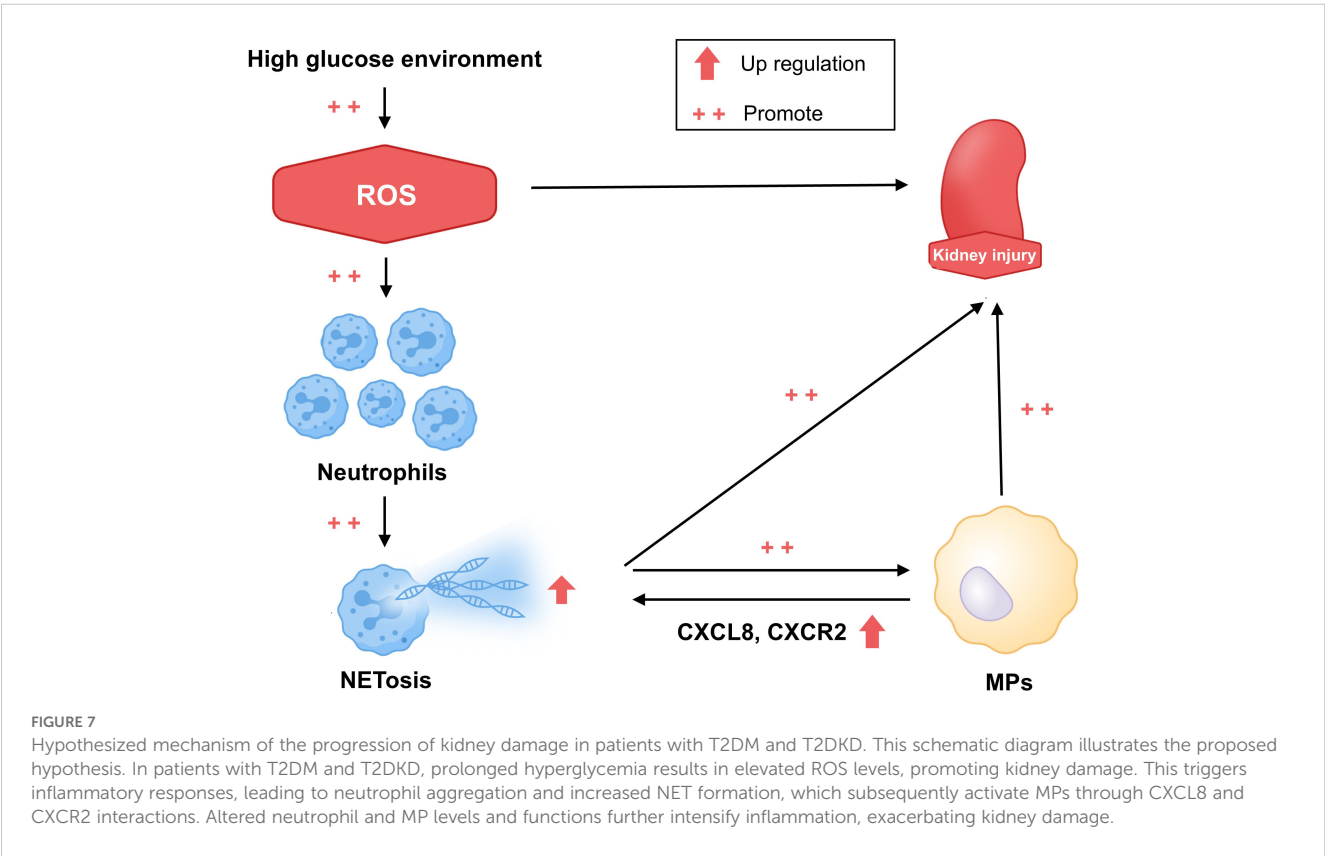 High glucose environment
Up regulation
+ + Promote
+ +
ROS
Kidney injury
+ +
Neutrophils
+ +
+ +
+ +
+ +
CXCL8, CXCR2
NETosis
MPs
FIGURE 7
Hypothesized mechanism of the progression of kidney damage in patients with T2DM and T2DKD. This schematic diagram illustrates the proposed
hypothesis. In patients with T2DM and T2DKD, prolonged hyperglycemia results in elevated ROS levels, promoting kidney damage. This triggers
inflammatory responses, leading to neutrophil aggregation and increased NET formation, which subsequently activate MPs through CXCL8 and
CXCR2 interactions. Altered neutrophil and MP levels and functions further intensify inflammation, exacerbating kidney damage.